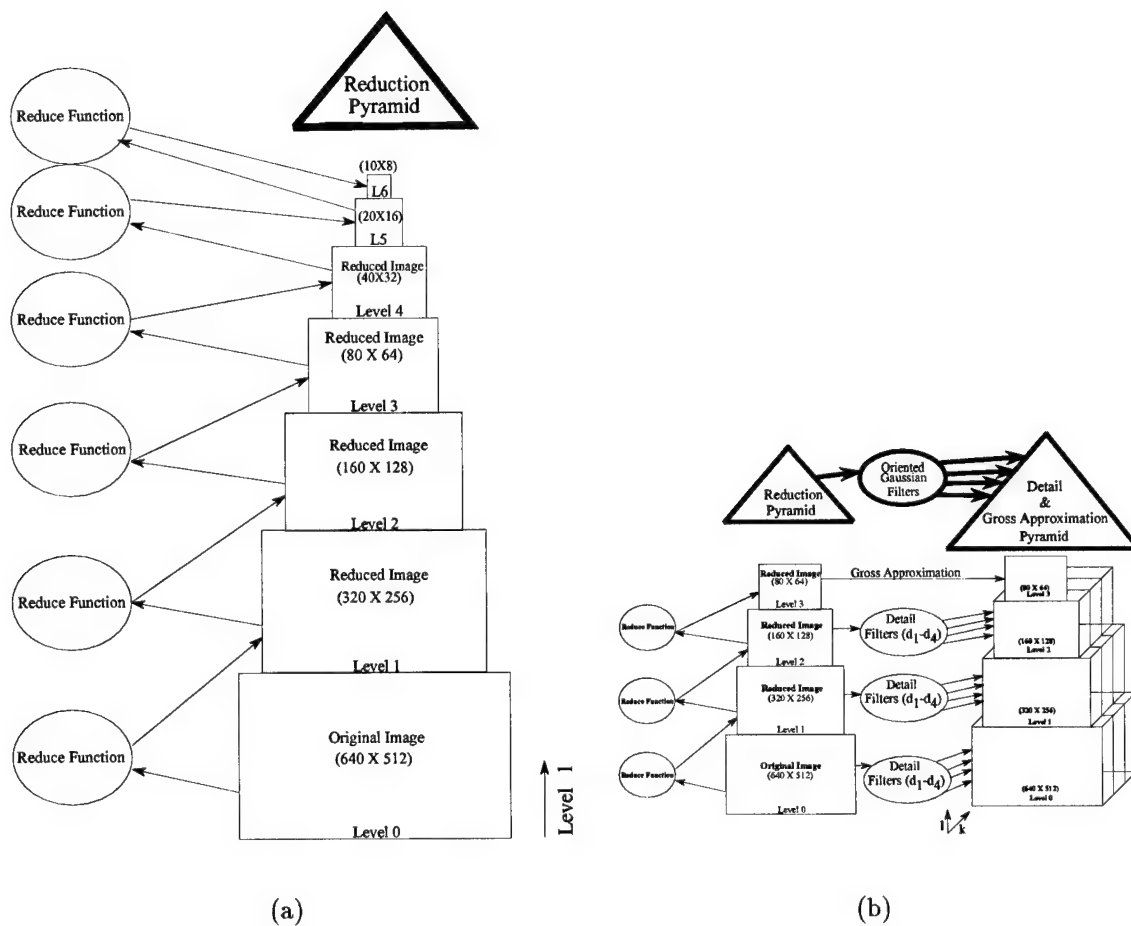 Reduction
Pyramid
Reduce Function
(10X8)
L6
Reduce Function
(20X16)
L5
Reduced Image
(40X32)
Level 4
Reduce Function
Reduced Image
(80 X 64)
Level 3
Reduce Function
Reduced Image
(160 X 128)
Level 2
Reduce Function
Reduced Image
(320 X 256)
Level 1
Reduce Function
Original Image
(640 X 512)
Level 0
Level 1
(a)
Reduction
Pyramid
Oriented
Gaussian
Filters
Detail
&
Gross Approximation
Pyramid
Reduced Image
(80 X 64)
Level 3
Gross Approximation
(80 X 64)
Level 3
Reduce Function
Reduced Image
(160 X 128)
Level 2
Detail
Filters (d1-d4)
(160 X 128)
Level 2
Reduce Function
Reduced Image
(320 X 256)
Level 1
Detail
Filters (d1-d4)
(320 X 256)
Level 1
Reduce Function
Original Image
(640 X 512)
Level 0
Detail
Filters (d1-d4)
(640 X 512)
Level 0
l
k
(b)